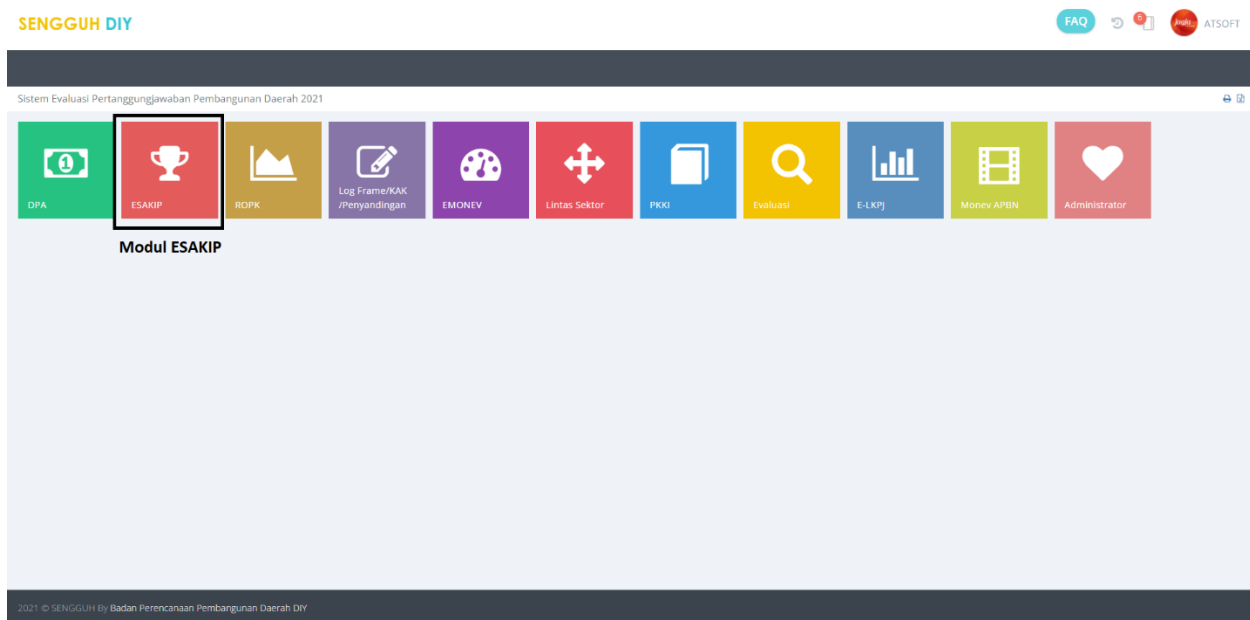 SENGGUH DIY
FAQ
6
ATSOFT
Sistem Evaluasi Pertanggungjawaban Pembangunan Daerah 2021
1
DPA
ESAKIP
ROPK
Log Frame/KAK
/Penyandingan
EMONEV
Lintas Sektor
PKKI
Evaluasi
E-LKPJ
Monev APBN
Administrator
Modul ESAKIP
2021 © SENGGUH By Badan Perencanaan Pembangunan Daerah DIY